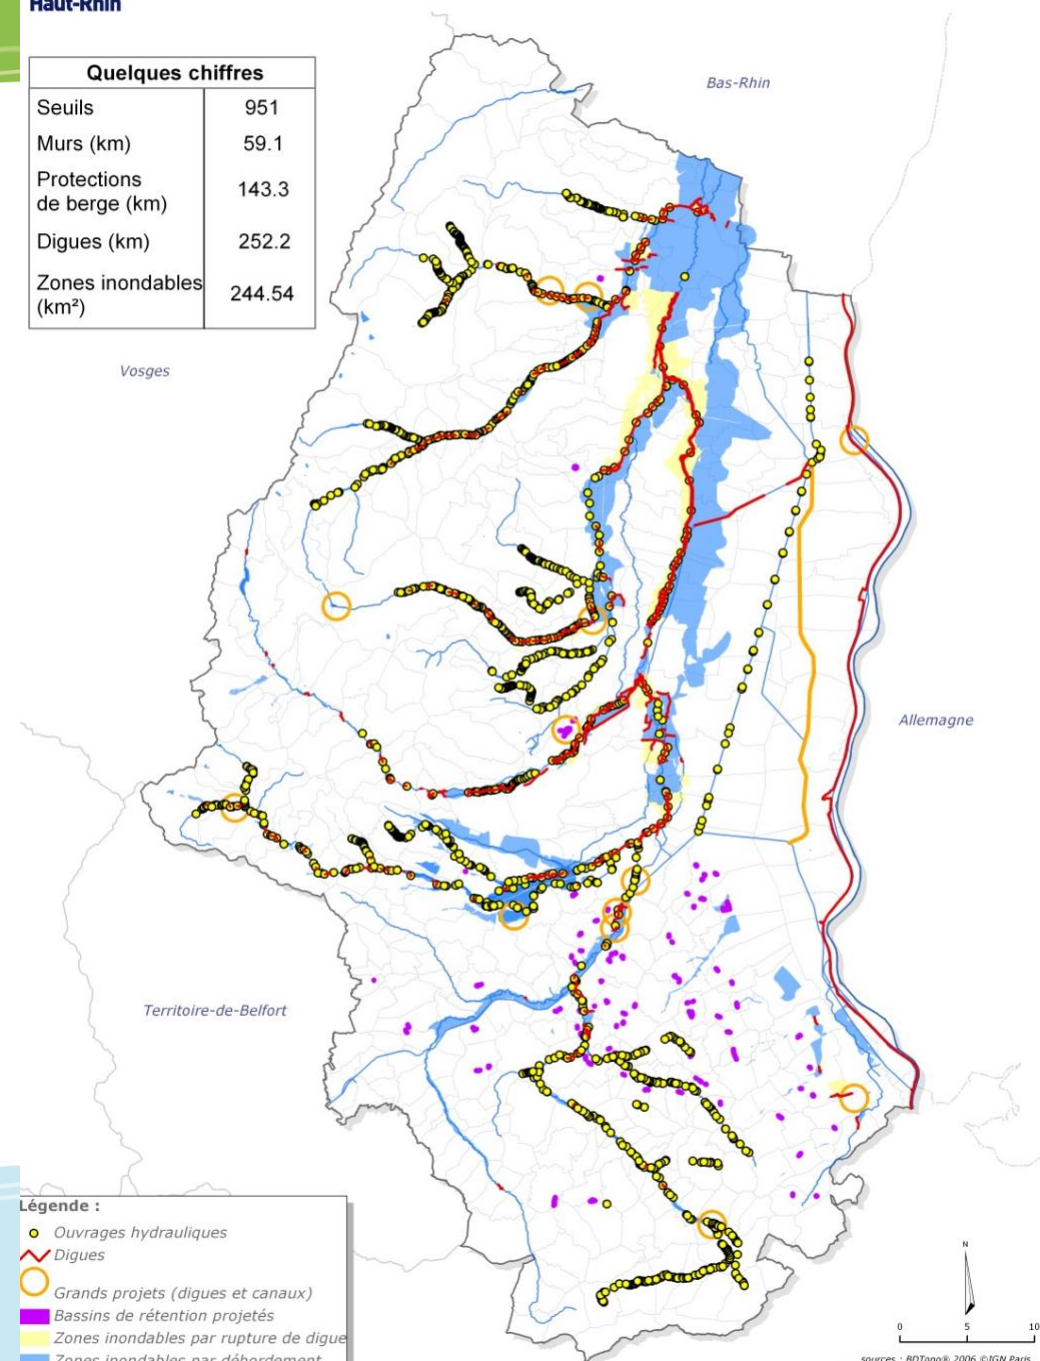 Haut-Rhin
Quelques chiffres
Seuils 951
Murs (km) 59.1
Protections
de berge (km) 143.3
Digues (km) 252.2
Zones inondables
(km²) 244.54
Bas-Rhin
Vosges
Allemagne
Territoire-de-Belfort
Légende :
Ouvrages hydrauliques
Digues
Grands projets (digues et canaux)
Bassins de rétention projetés
Zones inondables par rupture de digue
Zones inondables par débordement
N
0 5 10
sources : BDTopo® 2006 ©IGN Paris